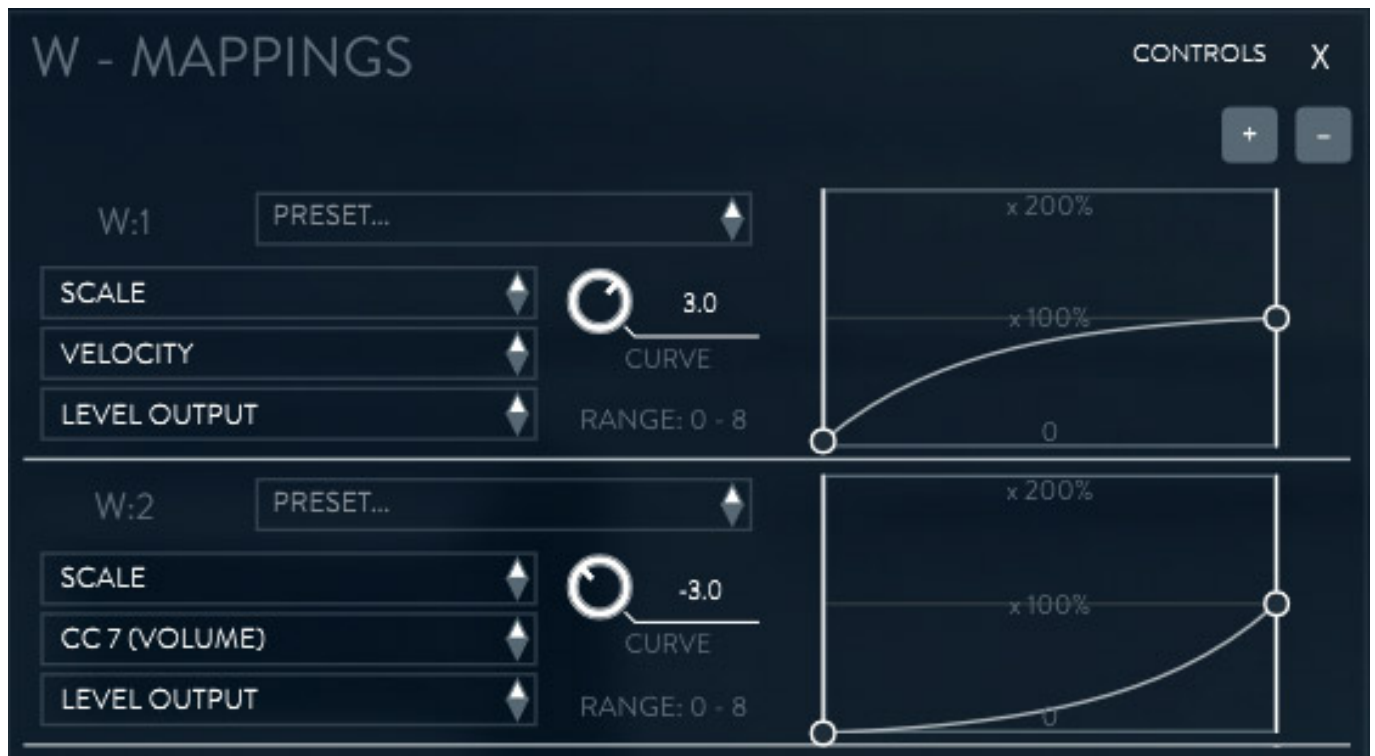 W - MAPPINGS
CONTROLS X
+ -
W:1 PRESET...
x 200%
SCALE
3.0
x 100%
VELOCITY
CURVE
LEVEL OUTPUT
RANGE: 0 - 8
0
W:2 PRESET...
x 200%
SCALE
-3.0
x 100%
CC 7 (VOLUME)
CURVE
LEVEL OUTPUT
RANGE: 0 - 8
0